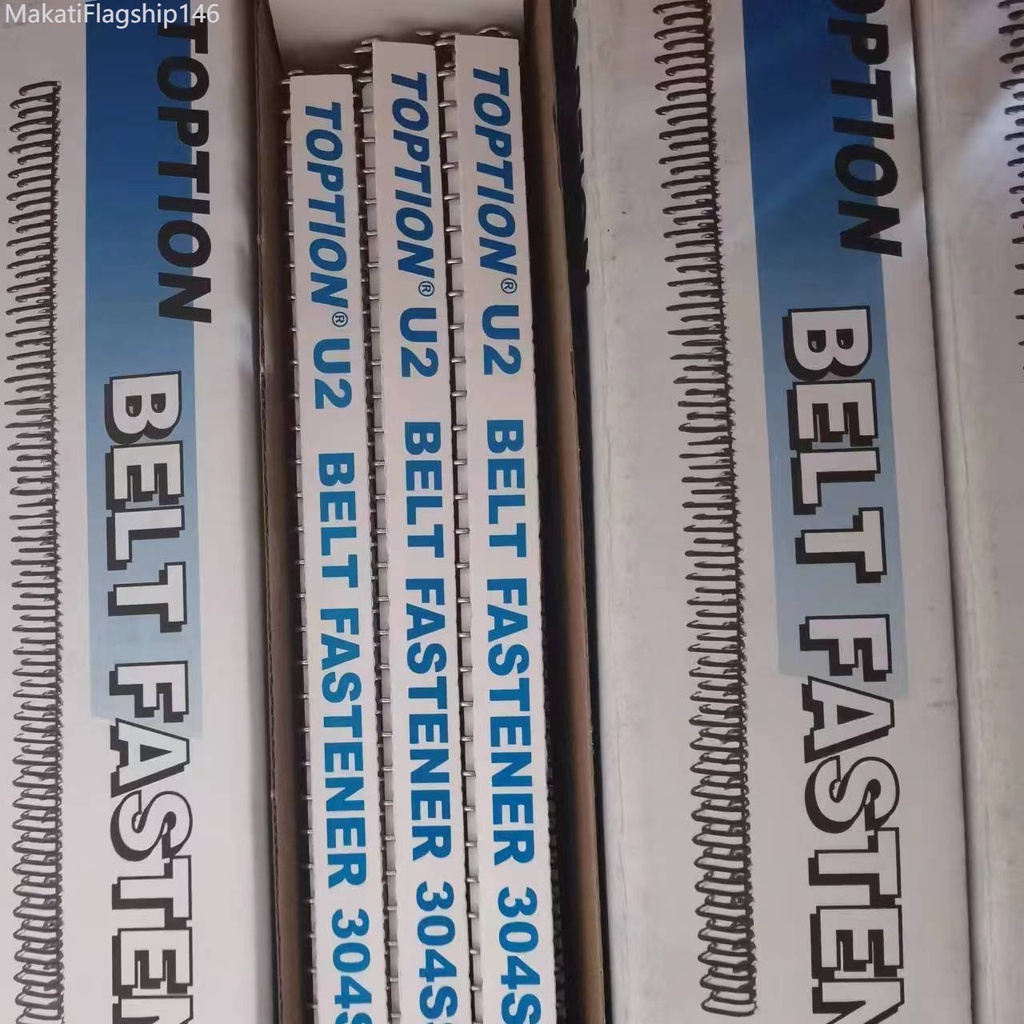 MakatiFlagship146
TOPTION
BELT FASTEN
TOPTION® U2 BELT FASTENER 304S
TOPTION® U2 BELT FASTENER 304S
TOPTION® U2 BELT FASTENER 304S
OPTION
BELT FASTEN